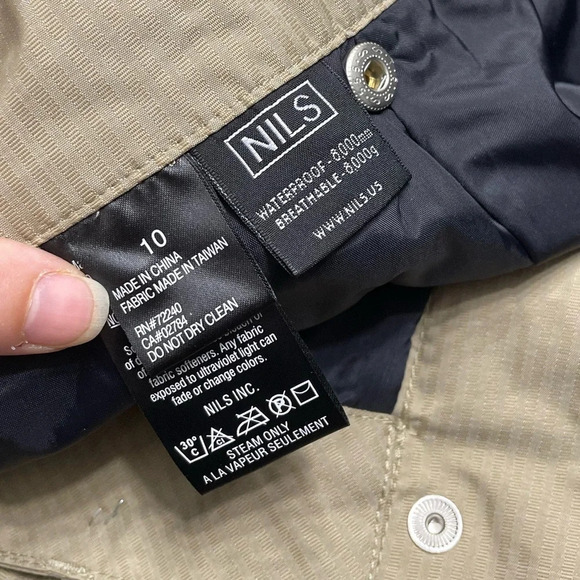 NILS
WATERPROOF-8,000mm
BREATHABLE-8,000g
WWW.NILS.US
10
MADE IN CHINA
FABRIC MADE IN TAIWAN
RN#72240
CA#02784
DO NOT DRY CLEAN
of
fabric softeners. Any fabric
exposed to ultraviolet light can
fade or change colors.
NILS INC.
30°
C
STEAM ONLY
A LA VAPEUR SEULEMENT